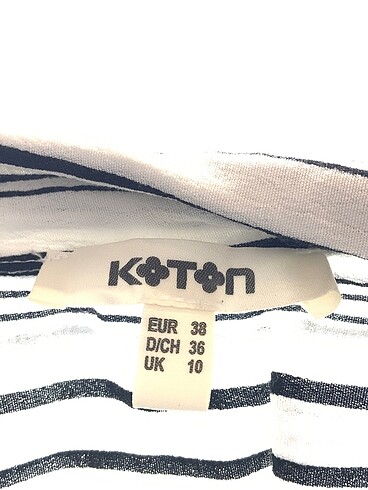 KOTON
EUR 38
D/CH 36
UK 10